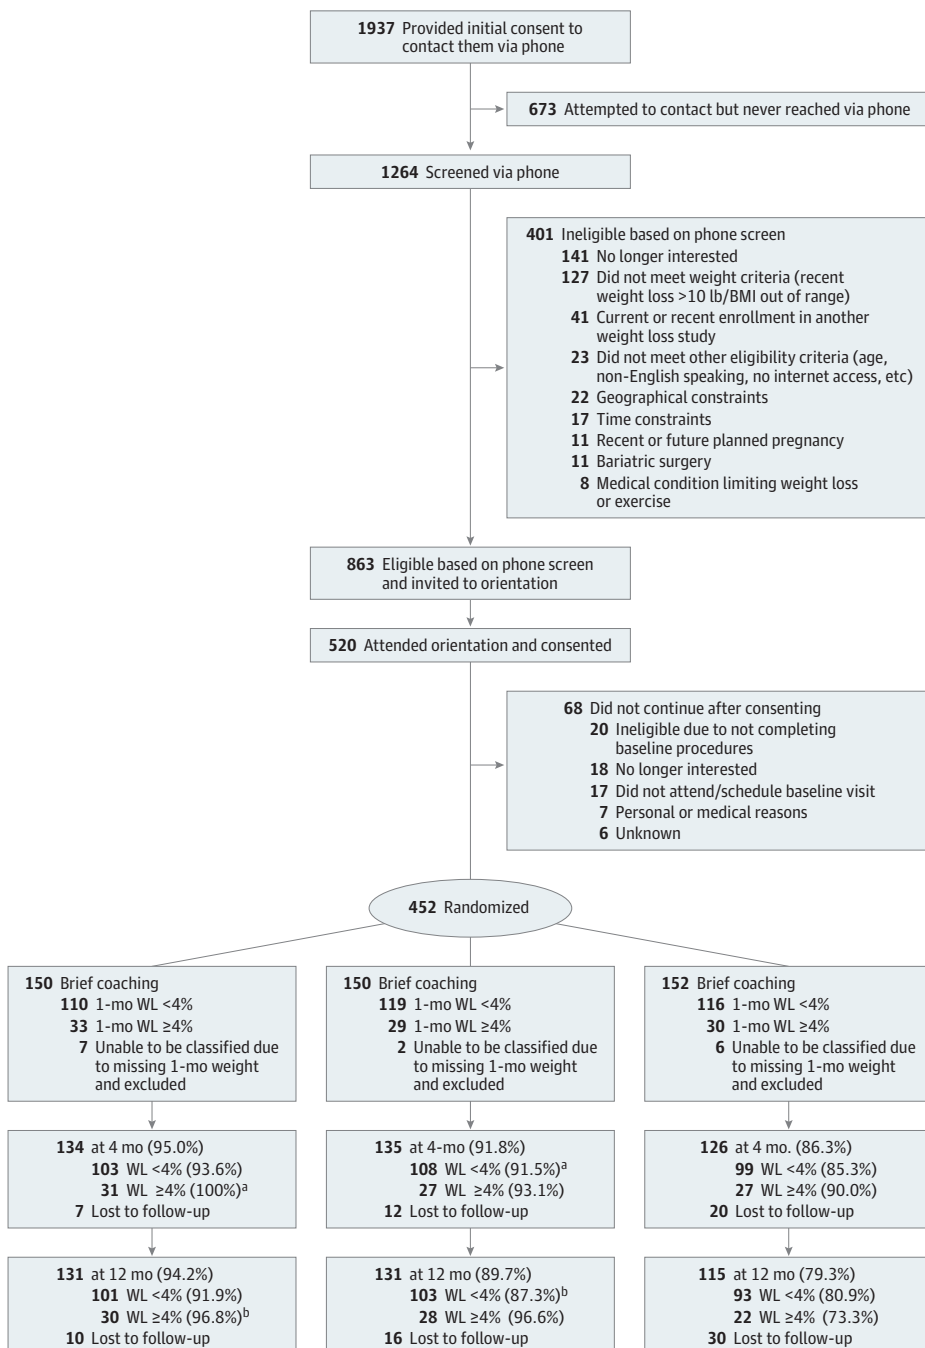 1937 Provided initial consent to
contact them via phone
673 Attempted to contact but never reached via phone
1264 Screened via phone
401 Ineligible based on phone screen
141 No longer interested
127 Did not meet weight criteria (recent
weight loss >10 lb/BMI out of range)
41 Current or recent enrollment in another
weight loss study
23 Did not meet other eligibility criteria (age,
non-English speaking, no internet access, etc)
22 Geographical constraints
17 Time constraints
11 Recent or future planned pregnancy
11 Bariatric surgery
8 Medical condition limiting weight loss
or exercise
863 Eligible based on phone screen
and invited to orientation
520 Attended orientation and consented
68 Did not continue after consenting
20 Ineligible due to not completing
baseline procedures
18 No longer interested
17 Did not attend/schedule baseline visit
7 Personal or medical reasons
6 Unknown
452 Randomized
150 Brief coaching
110 1-mo WL <4%
33 1-mo WL ≥4%
7 Unable to be classified due
to missing 1-mo weight
and excluded
150 Brief coaching
119 1-mo WL <4%
29 1-mo WL ≥4%
2 Unable to be classified due
to missing 1-mo weight
and excluded
152 Brief coaching
116 1-mo WL <4%
30 1-mo WL ≥4%
6 Unable to be classified due
to missing 1-mo weight
and excluded
134 at 4 mo (95.0%)
103 WL <4% (93.6%)
31 WL ≥4% (100%)a
7 Lost to follow-up
135 at 4-mo (91.8%)
108 WL <4% (91.5%)a
27 WL ≥4% (93.1%)
12 Lost to follow-up
126 at 4 mo. (86.3%)
99 WL <4% (85.3%)
27 WL ≥4% (90.0%)
20 Lost to follow-up
131 at 12 mo (94.2%)
101 WL <4% (91.9%)
30 WL ≥4% (96.8%)b
10 Lost to follow-up
131 at 12 mo (89.7%)
103 WL <4% (87.3%)b
28 WL ≥4% (96.6%)
16 Lost to follow-up
115 at 12 mo (79.3%)
93 WL <4% (80.9%)
22 WL ≥4% (73.3%)
30 Lost to follow-up